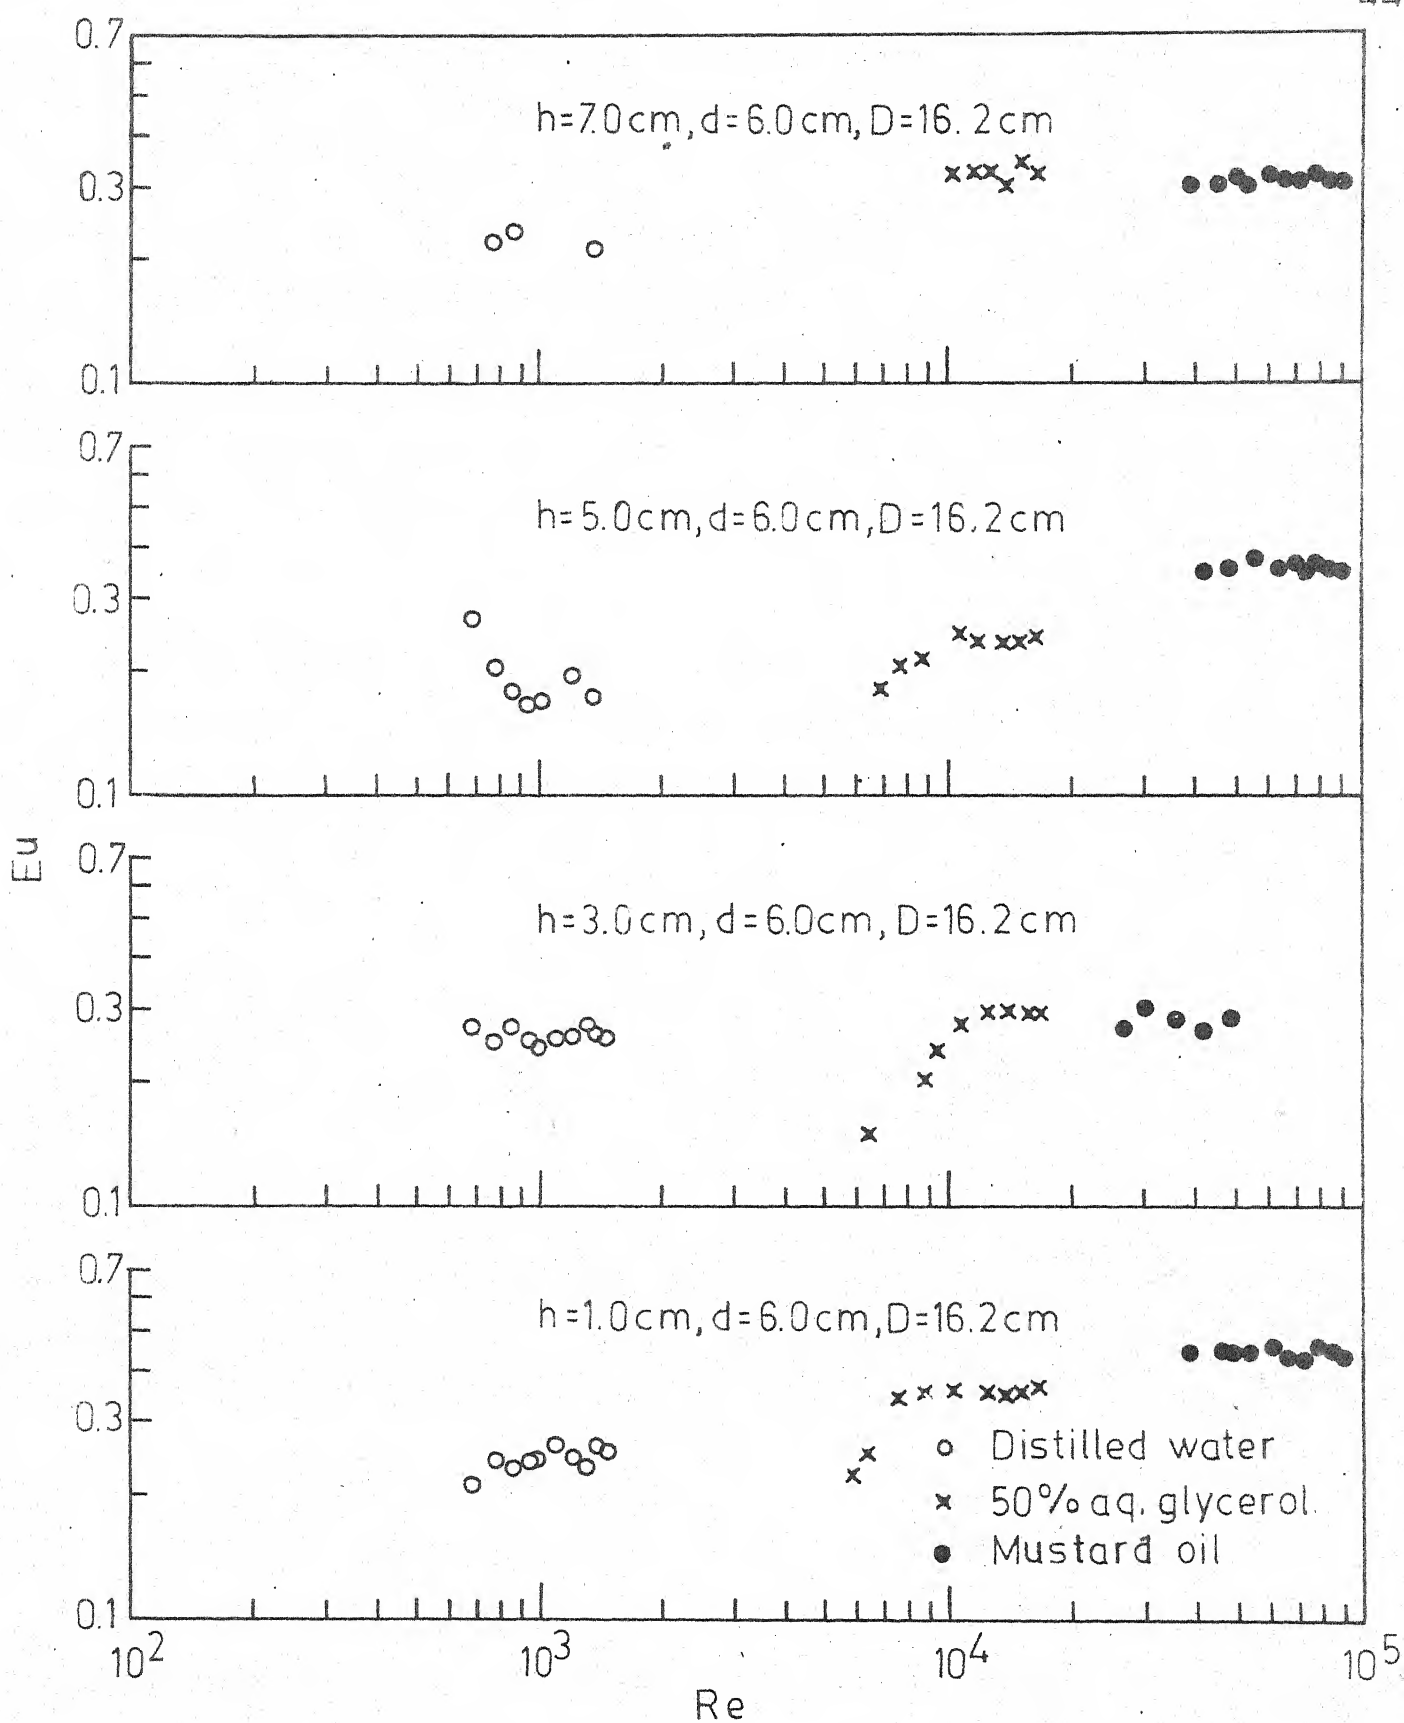 0.7
h=7.0cm, d=6.0cm, D=16.2cm
0.3
0.1
0.7
h=5.0cm, d=6.0cm, D=16.2cm
0.3
0.1
Eu
0.7
h=3.0cm, d=6.0cm, D=16.2cm
0.3
0.1
0.7
h=1.0cm, d=6.0cm, D=16.2cm
0.3
Distilled water
50% aq. glycerol
Mustard oil
0.1
10² 10³ 10⁴ 10⁵
Re